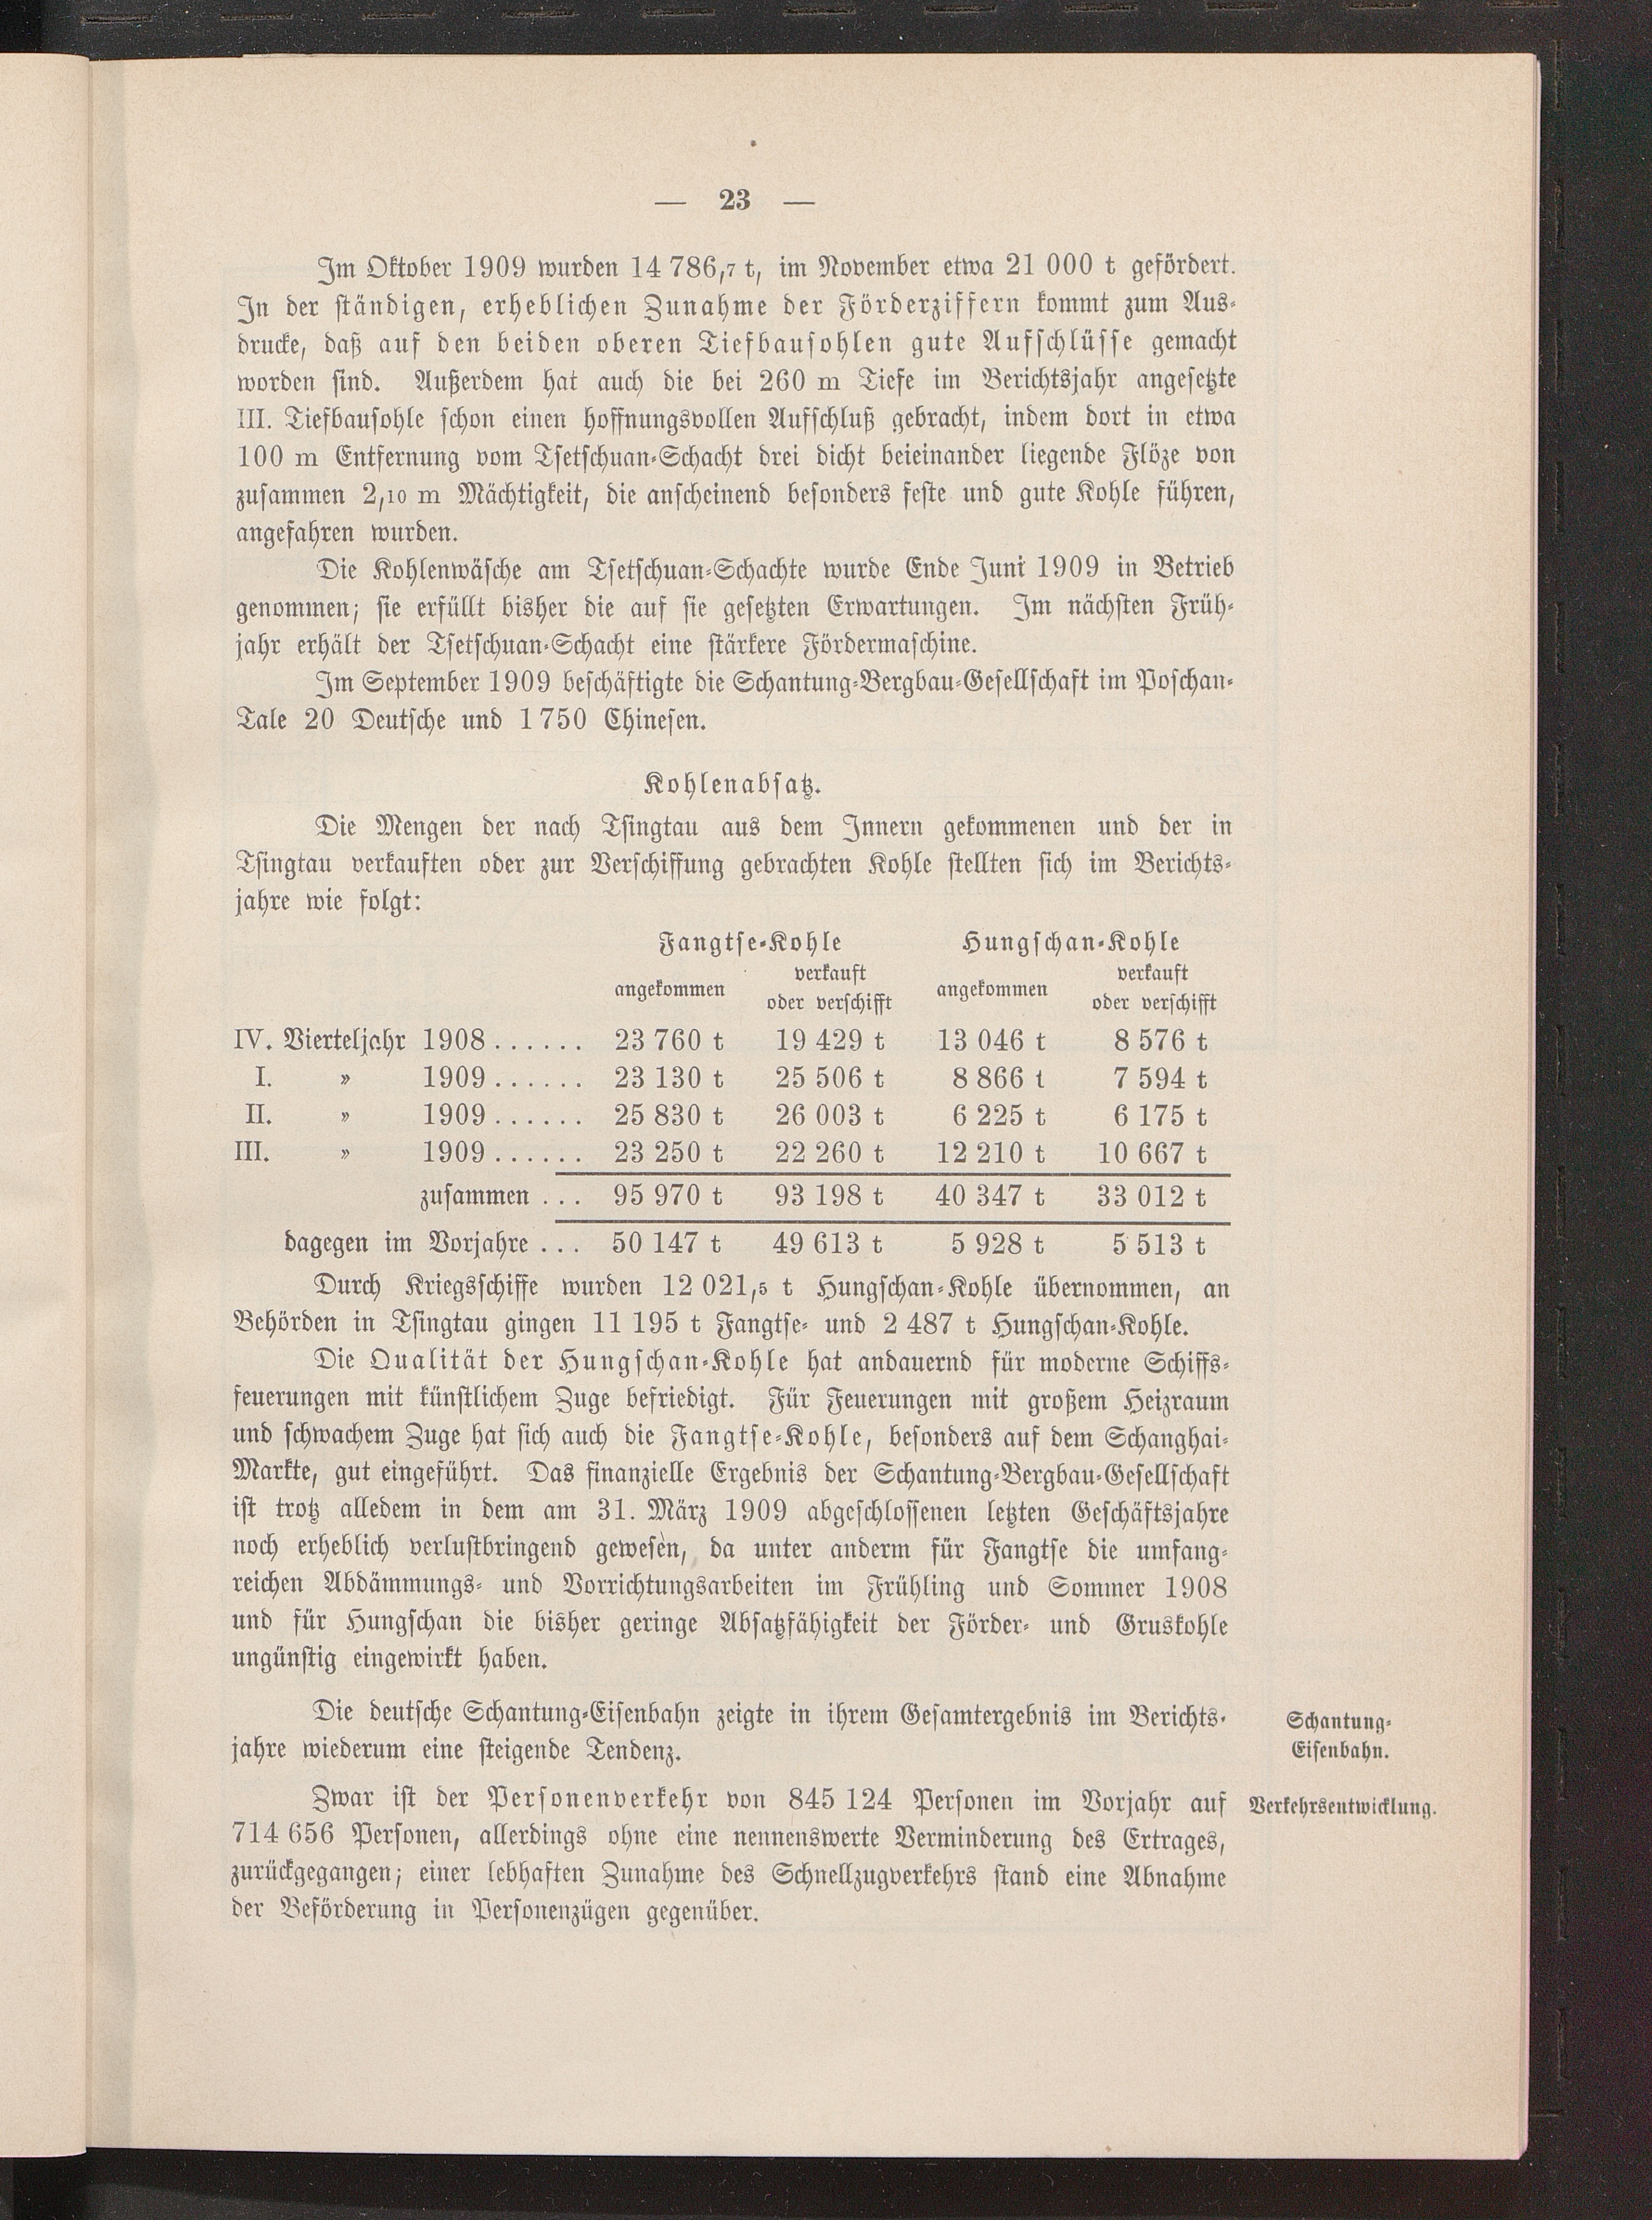 — 23 —
Im Oktober 1909 wurden 14 786,7 t, im November etwa 21 000 t gefördert.
In der ständigen, erheblichen Zunahme der Förderziffern kommt zum Aus-
drucke, daß auf den beiden oberen Tiefbausohlen gute Aufschlüsse gemacht
worden sind. Außerdem hat auch die bei 260 m Tiefe im Berichtsjahr angesetzte
III. Tiefbausohle schon einen hoffnungsvollen Aufschluß gebracht, indem dort in etwa
100 m Entfernung vom Tsetschuan-Schacht drei dicht beieinander liegende Flöze von
zusammen 2,10 m Mächtigkeit, die anscheinend besonders feste und gute Kohle führen,
angefahren wurden.
Die Kohlenwäsche am Tsetschuan-Schachte wurde Ende Juni 1909 in Betrieb
genommen; sie erfüllt bisher die auf sie gesetzten Erwartungen. Im nächsten Früh-
jahr erhält der Tsetschuan-Schacht eine stärkere Fördermaschine.
Im September 1909 beschäftigte die Schantung-Bergbau-Gesellschaft im Poschan-
Tale 20 Deutsche und 1750 Chinesen.
Kohlenabsatz.
Die Mengen der nach Tsingtau aus dem Innern gekommenen und der in
Tsingtau verkauften oder zur Verschiffung gebrachten Kohle stellten sich im Berichts-
jahre wie folgt:
Fangtse-Kohle Hungschan-Kohle
angekommen verkauft oder verschifft angekommen verkauft oder verschifft
IV. Vierteljahr 1908 . . . . . . 23 760 t 19 429 t 13 046 t 8 576 t
I. » 1909 . . . . . . 23 130 t 25 506 t 8 866 t 7 594 t
II. » 1909 . . . . . . 25 830 t 26 003 t 6 225 t 6 175 t
III. » 1909 . . . . . . 23 250 t 22 260 t 12 210 t 10 667 t
zusammen . . . 95 970 t 93 198 t 40 347 t 33 012 t
dagegen im Vorjahre . . . 50 147 t 49 613 t 5 928 t 5 513 t
Durch Kriegsschiffe wurden 12 021,5 t Hungschan-Kohle übernommen, an
Behörden in Tsingtau gingen 11 195 t Fangtse- und 2 487 t Hungschan-Kohle.
Die Qualität der Hungschan-Kohle hat andauernd für moderne Schiffs-
feuerungen mit künstlichem Zuge befriedigt. Für Feuerungen mit großem Heizraum
und schwachem Zuge hat sich auch die Fangtse-Kohle, besonders auf dem Schanghai-
Markte, gut eingeführt. Das finanzielle Ergebnis der Schantung-Bergbau-Gesellschaft
ist trotz alledem in dem am 31. März 1909 abgeschlossenen letzten Geschäftsjahre
noch erheblich verlustbringend gewesen, da unter anderm für Fangtse die umfang-
reichen Abdämmungs- und Vorrichtungsarbeiten im Frühling und Sommer 1908
und für Hungschan die bisher geringe Absatzfähigkeit der Förder- und Gruskohle
ungünstig eingewirkt haben.
Die deutsche Schantung-Eisenbahn zeigte in ihrem Gesamtergebnis im Berichts-
jahre wiederum eine steigende Tendenz.
Schantung-
Eisenbahn.
Zwar ist der Personenverkehr von 845 124 Personen im Vorjahr auf
714 656 Personen, allerdings ohne eine nennenswerte Verminderung des Ertrages,
zurückgegangen; einer lebhaften Zunahme des Schnellzugverkehrs stand eine Abnahme
der Beförderung in Personenzügen gegenüber.
Verkehrsentwicklung.